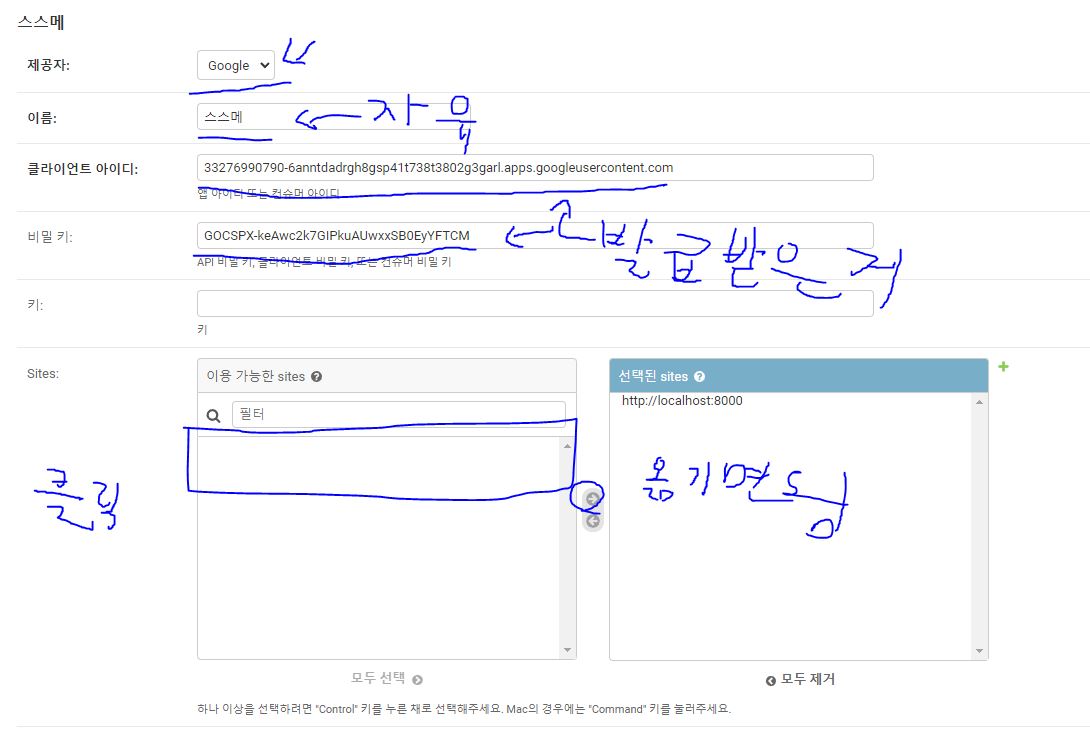 스스메
제공자: Google
이름: 스스메 자유
클라이언트 아이디: 33276990790-6anntdadrgh8gsp41t738t3802g3garl.apps.googleusercontent.com
앱 아이디 또는 컨슈머 아이디
비밀 키: 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 발급받은거
API 비밀 키, 클라이언트 비밀 키, 또는 컨슈머 비밀 키
키:
키
Sites: 이용 가능한 sites ? 선택된 sites ?
필터 http://localhost:8000
클릭 옮기면 등
모두 선택 모두 제거
하나 이상을 선택하려면 "Control" 키를 누른 채로 선택해주세요. Mac의 경우에는 "Command" 키를 눌러주세요.